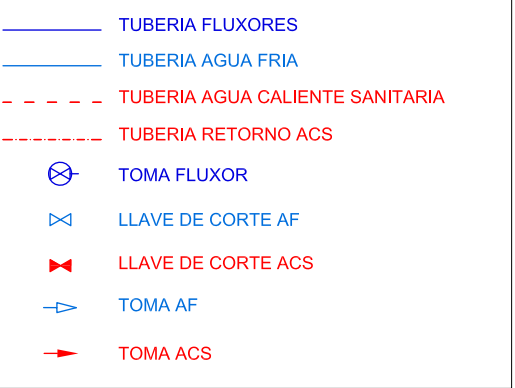 TUBERIA FLUXORES
TUBERIA AGUA FRIA
TUBERIA AGUA CALIENTE SANITARIA
TUBERIA RETORNO ACS
TOMA FLUXOR
LLAVE DE CORTE AF
LLAVE DE CORTE ACS
TOMA AF
TOMA ACS